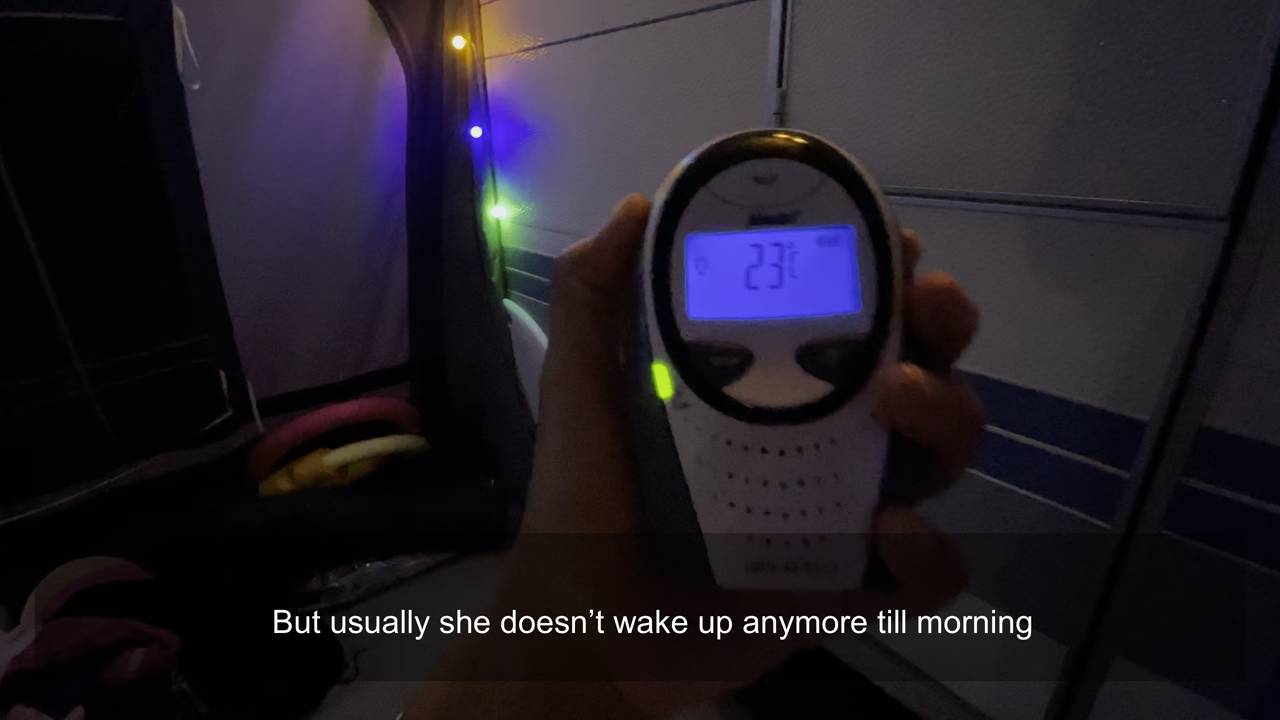 23°C
But usually she doesn’t wake up anymore till morning